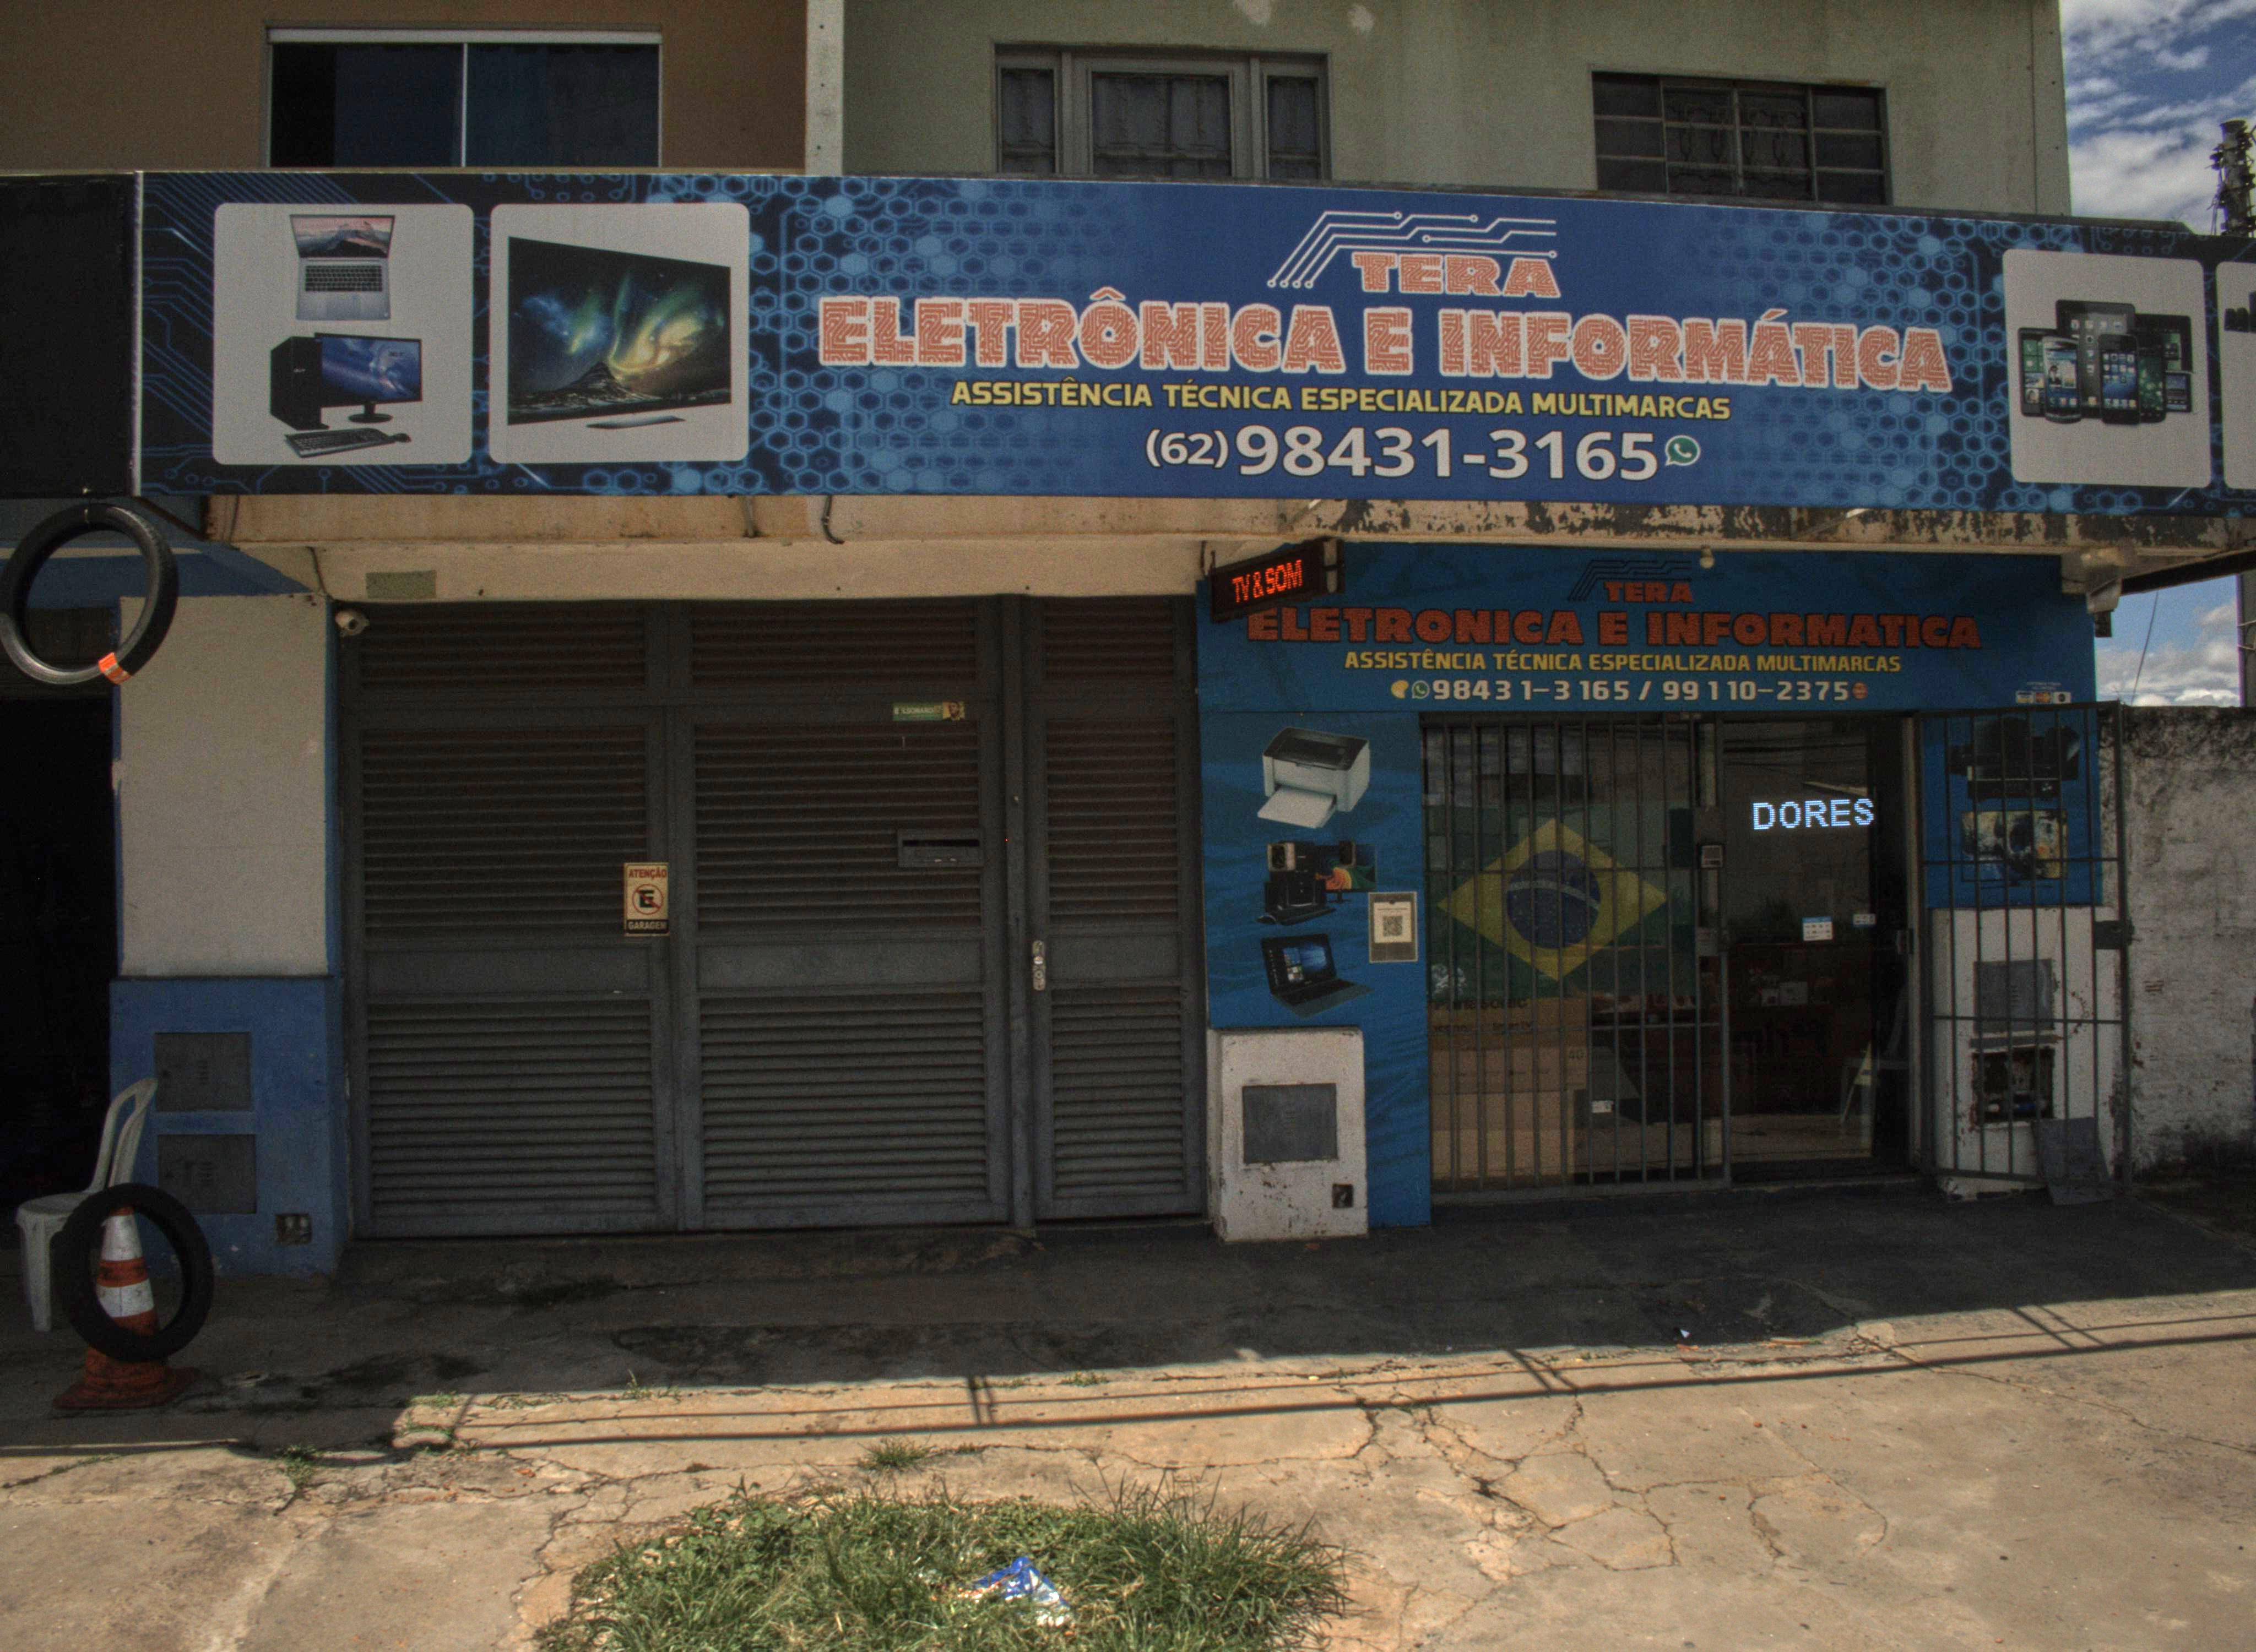 TERA
ELETRÔNICA E INFORMÁTICA
ASSISTÊNCIA TÉCNICA ESPECIALIZADA MULTIMARCAS
(62) 98431-3165
TV & SOM
TERA
ELETRONICA E INFORMATICA
ASSISTÊNCIA TÉCNICA ESPECIALIZADA MULTIMARCAS
98431-3165 / 99110-2375
DORES
ATENÇÃO
E
GARAGEM